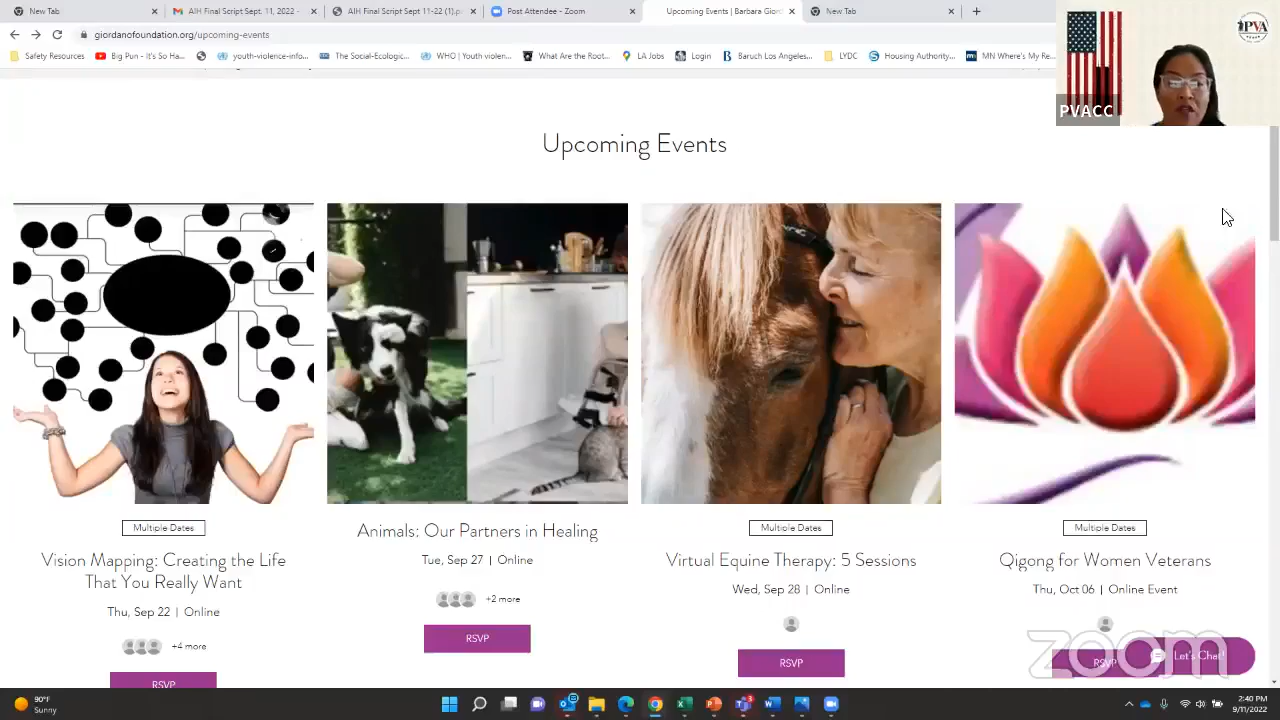 New Tab
AIH Final Script Sept. 11, 2022 -
AIH Final Script Sept 11-22 (1).p
Post Attendee - Zoom
Upcoming Events | Barbara Gior
New Tab
giordanofoundation.org/upcoming-events
Safety Resources
Big Pun - It's So Ha...
youth-violence-info...
The Social-Ecologic...
WHO | Youth violen...
What Are the Root...
LA Jobs
Login
Baruch Los Angeles...
LYDC
Housing Authority...
MN Where's My Re...
PVA
PVACC
Upcoming Events
Multiple Dates
Vision Mapping: Creating the Life
That You Really Want
Thu, Sep 22 | Online
+4 more
RSVP
Animals: Our Partners in Healing
Tue, Sep 27 | Online
+2 more
RSVP
Multiple Dates
Virtual Equine Therapy: 5 Sessions
Wed, Sep 28 | Online
RSVP
Multiple Dates
Qigong for Women Veterans
Thu, Oct 06 | Online Event
RSVP
Let's Chat!
zoom
90°F
Sunny
2:40 PM
9/11/2022